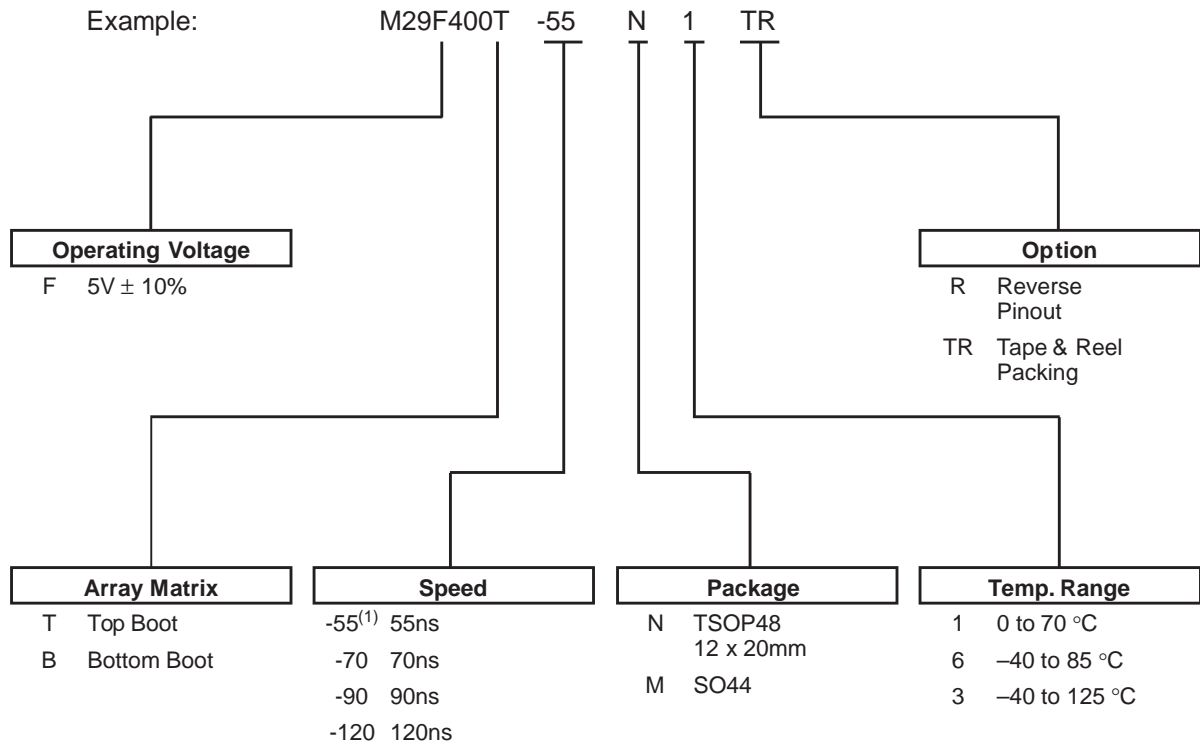 Example: M29F400T -55 N 1 TR
Operating Voltage
F 5V ± 10%
Option
R Reverse
Pinout
TR Tape & Reel
Packing
Array Matrix
T Top Boot
B Bottom Boot
Speed
-55(1) 55ns
-70 70ns
-90 90ns
-120 120ns
Package
N TSOP48
12 x 20mm
M SO44
Temp. Range
1 0 to 70 °C
6 –40 to 85 °C
3 –40 to 125 °C